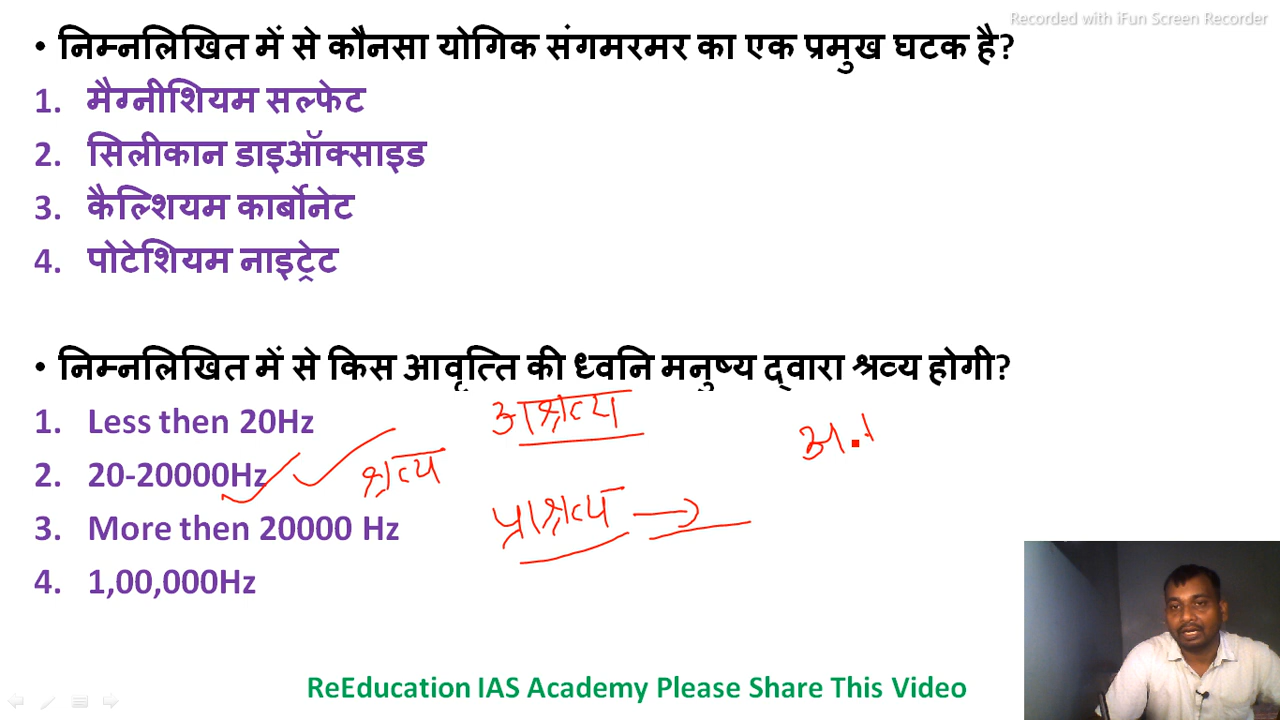 Recorded with iFun Screen Recorder
• निम्नलिखित में से कौनसा योगिक संगमरमर का एक प्रमुख घटक है?
1. मैग्नीशियम सल्फेट
2. सिलीकान डाइऑक्साइड
3. कैल्शियम कार्बोनेट
4. पोटेशियम नाइट्रेट
• निम्नलिखित में से किस आवृत्ति की ध्वनि मनुष्य द्वारा श्रव्य होगी?
1. Less then 20Hz अश्रव्य
2. 20-20000Hz श्रव्य
3. More then 20000 Hz पराश्रव्य
4. 1,00,000Hz
ReEducation IAS Academy Please Share This Video